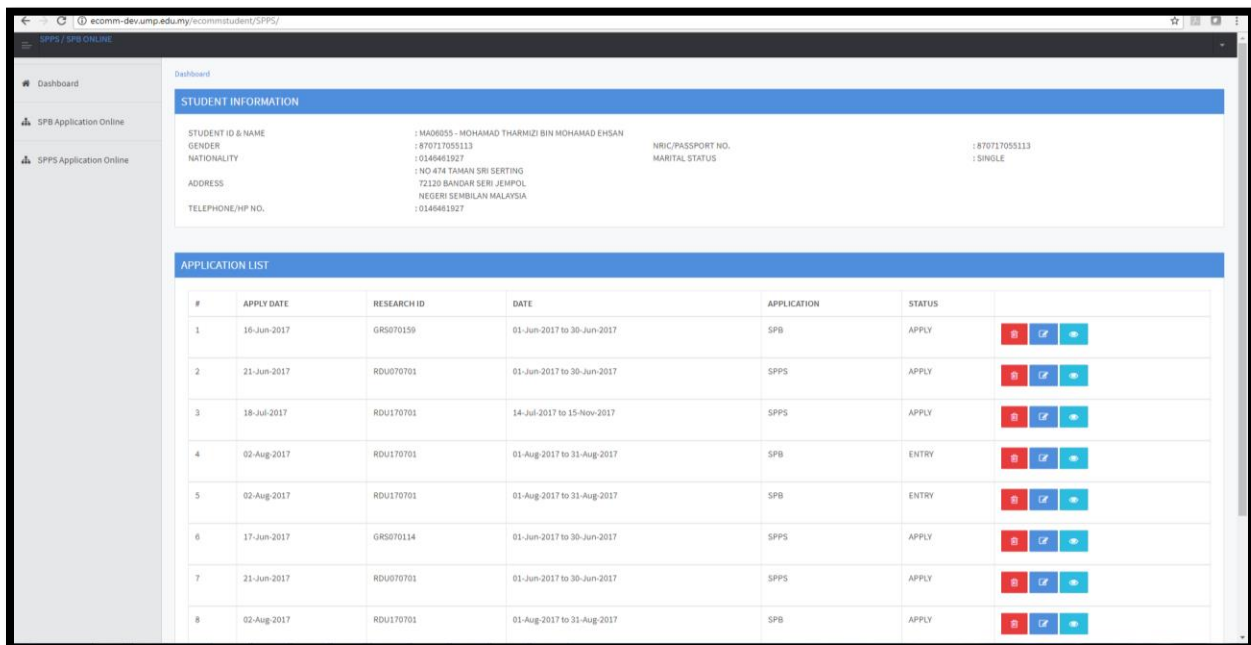 ecomm-dev.ump.edu.my/ecommstudent/SPPS/
SPPS / SPB ONLINE
Dashboard
SPB Application Online
SPPS Application Online
Dashboard
STUDENT INFORMATION
STUDENT ID & NAME : MA06055 - MOHAMAD THARMIZI BIN MOHAMAD EHSAN
GENDER : 870717055113 NRIC/PASSPORT NO. : 870717055113
NATIONALITY : 0146461927 MARITAL STATUS : SINGLE
ADDRESS : NO 474 TAMAN SRI SERTING
72120 BANDAR SERI JEMPOL
NEGERI SEMBILAN MALAYSIA
TELEPHONE/HP NO. : 0146461927
APPLICATION LIST
# APPLY DATE RESEARCH ID DATE APPLICATION STATUS
1 16-Jun-2017 GRS070159 01-Jun-2017 to 30-Jun-2017 SPB APPLY
2 21-Jun-2017 RDU070701 01-Jun-2017 to 30-Jun-2017 SPPS APPLY
3 18-Jul-2017 RDU170701 14-Jul-2017 to 15-Nov-2017 SPPS APPLY
4 02-Aug-2017 RDU170701 01-Aug-2017 to 31-Aug-2017 SPB ENTRY
5 02-Aug-2017 RDU170701 01-Aug-2017 to 31-Aug-2017 SPB ENTRY
6 17-Jun-2017 GRS070114 01-Jun-2017 to 30-Jun-2017 SPPS APPLY
7 21-Jun-2017 RDU070701 01-Jun-2017 to 30-Jun-2017 SPPS APPLY
8 02-Aug-2017 RDU170701 01-Aug-2017 to 31-Aug-2017 SPB APPLY